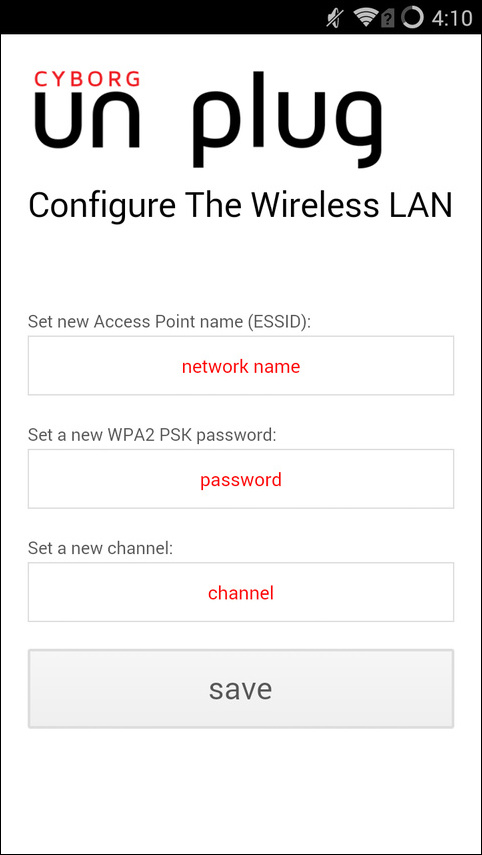 4:10
CYBORG
un plug
Configure The Wireless LAN
Set new Access Point name (ESSID):
network name
Set a new WPA2 PSK password:
password
Set a new channel:
channel
save